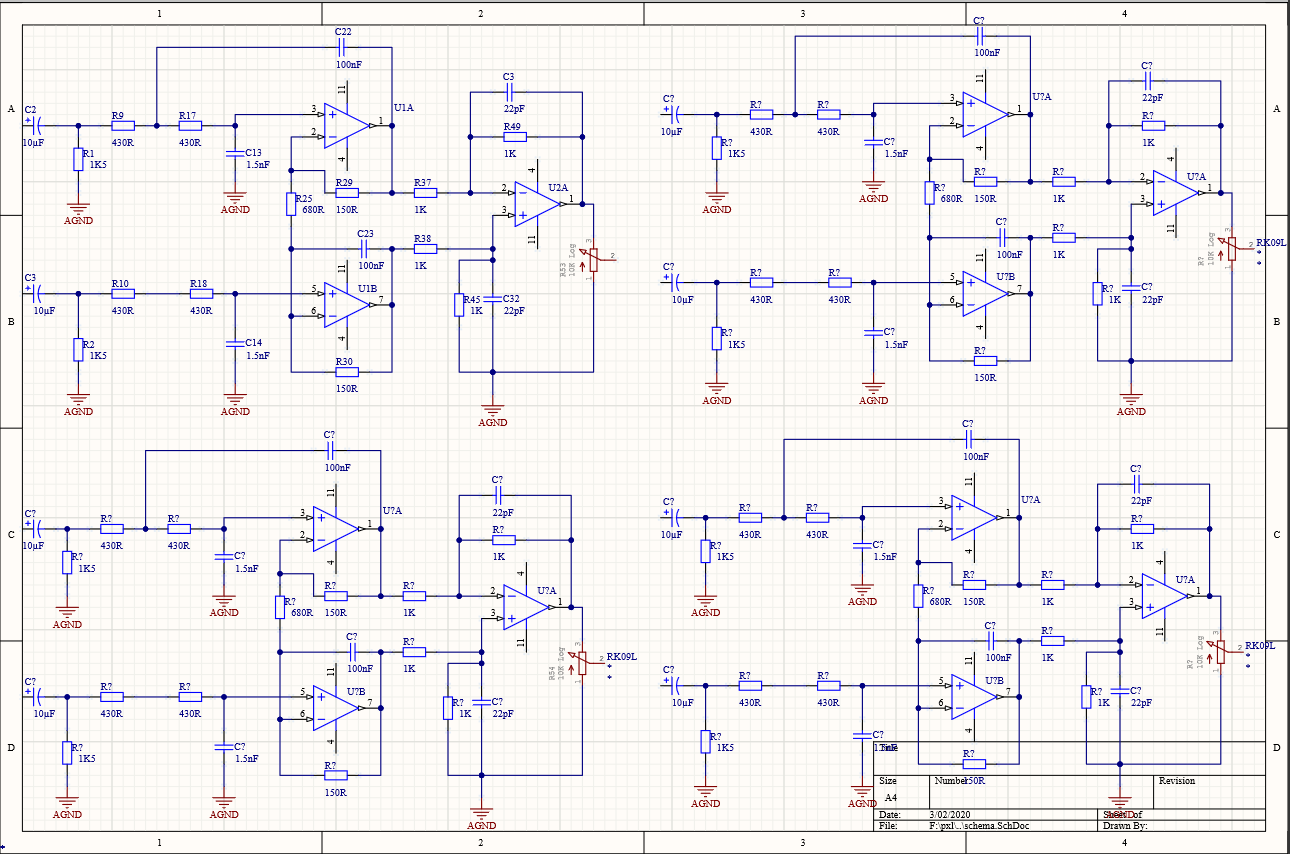 1 2 3 4
A
C22
100nF
C2
10µF
R9
430R
R17
430R
R1
1K5
AGND
C13
1.5nF
AGND
3
2
11
4
1
U1A
R25
680R
R29
150R
R37
1K
C3
22pF
R49
1K
U2A
2
3
4
11
1
R53
10K Log
3
2
1
C?
100nF
C?
10µF
R?
430R
R?
430R
R?
1K5
AGND
C?
1.5nF
AGND
3
2
11
4
1
U?A
R?
680R
R?
150R
R?
1K
C?
22pF
R?
1K
U?A
2
3
4
11
1
R?
10K Log
3
2
1
RK09L
*
*
A
B
C3
10µF
R10
430R
R18
430R
R2
1K5
AGND
C14
1.5nF
AGND
C23
100nF
5
6
11
4
7
U1B
R30
150R
R38
1K
R45
1K
C32
22pF
AGND
C?
10µF
R?
430R
R?
430R
R?
1K5
AGND
C?
1.5nF
AGND
C?
100nF
5
6
11
4
7
U?B
R?
150R
R?
1K
R?
1K
C?
22pF
AGND
B
C
C?
100nF
C?
10µF
R?
430R
R?
430R
R?
1K5
AGND
C?
1.5nF
AGND
3
2
11
4
1
U?A
R?
680R
R?
150R
R?
1K
C?
22pF
R?
1K
U?A
2
3
4
11
1
R54
10K Log
3
2
1
RK09L
*
*
C?
100nF
C?
10µF
R?
430R
R?
430R
R?
1K5
AGND
C?
1.5nF
AGND
3
2
11
4
1
U?A
R?
680R
R?
150R
R?
1K
C?
22pF
R?
1K
U?A
2
3
4
11
1
R?
10K Log
3
2
1
RK09L
*
*
C
D
C?
10µF
R?
430R
R?
430R
R?
1K5
AGND
C?
1.5nF
AGND
C?
100nF
5
6
11
4
7
U?B
R?
150R
R?
1K
R?
1K
C?
22pF
AGND
C?
10µF
R?
430R
R?
430R
R?
1K5
AGND
C?
1.5nF
AGND
C?
100nF
5
6
11
4
7
U?B
R?
150R
R?
1K
R?
1K
C?
22pF
AGND
D
Title
Size
A4
Number
Revision
Date: 3/02/2020 Sheet of
File: F:\pxl\..\schema.SchDoc Drawn By:
1 2 3 4
*